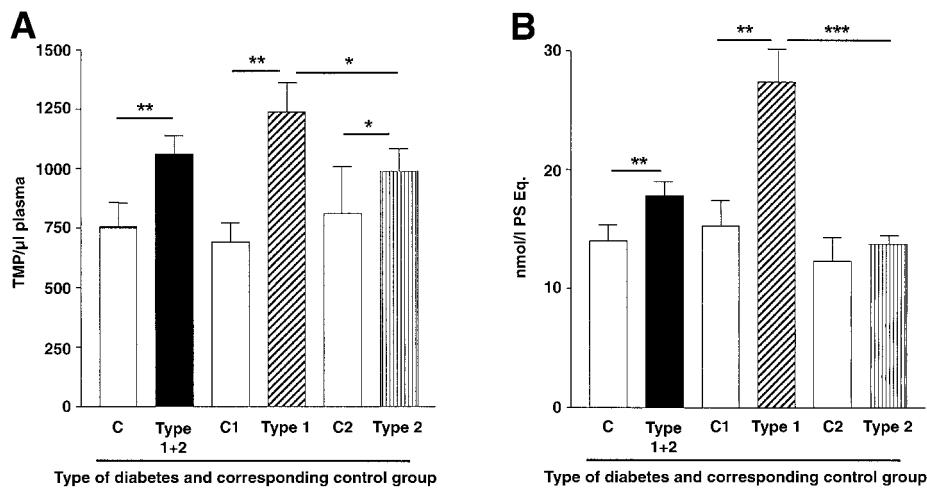 A
TMP/µl plasma
1500
1250
1000
750
500
250
0
**
**
*
*
C
Type
1+2
C1
Type 1
C2
Type 2
Type of diabetes and corresponding control group
B
nmol/l PS Eq.
30
20
10
0
**
**
***
C
Type
1+2
C1
Type 1
C2
Type 2
Type of diabetes and corresponding control group